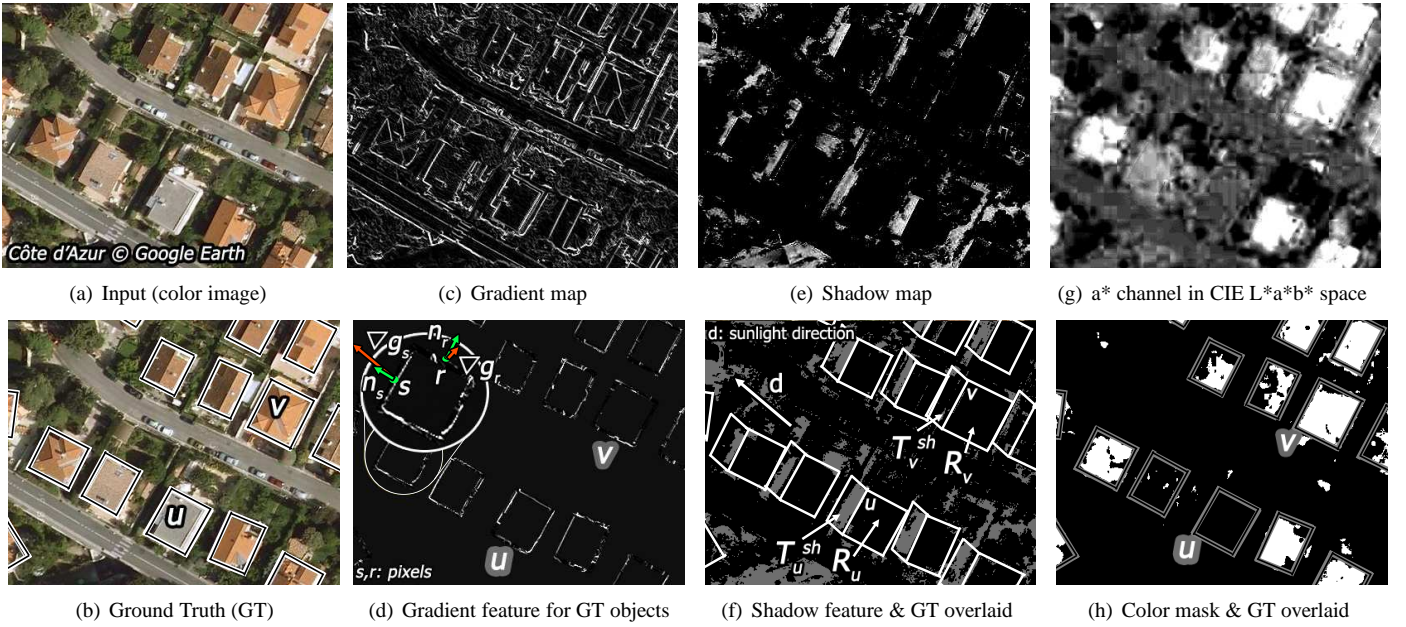 Côte d'Azur © Google Earth
(a) Input (color image)
(c) Gradient map
(e) Shadow map
(g) a* channel in CIE L*a*b* space
v
u
(b) Ground Truth (GT)
▽g_s
n_r
▽g_r
n_s
s
r
v
u
s,r: pixels
(d) Gradient feature for GT objects
d: sunlight direction
d
v
T_v^sh
R_v
u
T_u^sh
R_u
(f) Shadow feature & GT overlaid
v
u
(h) Color mask & GT overlaid